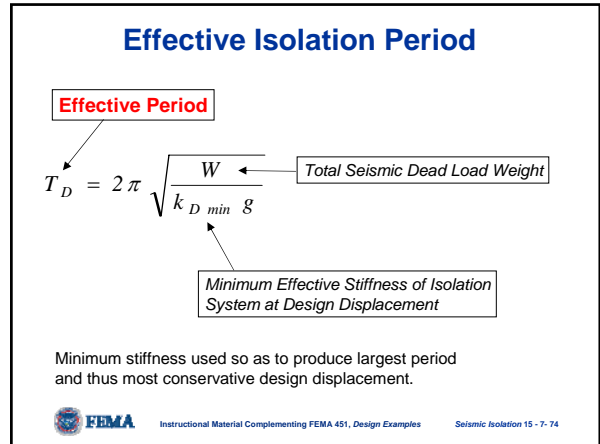 Effective Isolation Period
Effective Period
T_D = 2 π √(W / (k_{D min} g))
Total Seismic Dead Load Weight
Minimum Effective Stiffness of Isolation
System at Design Displacement
Minimum stiffness used so as to produce largest period
and thus most conservative design displacement.
FEMA
Instructional Material Complementing FEMA 451, Design Examples
Seismic Isolation 15 - 7- 74